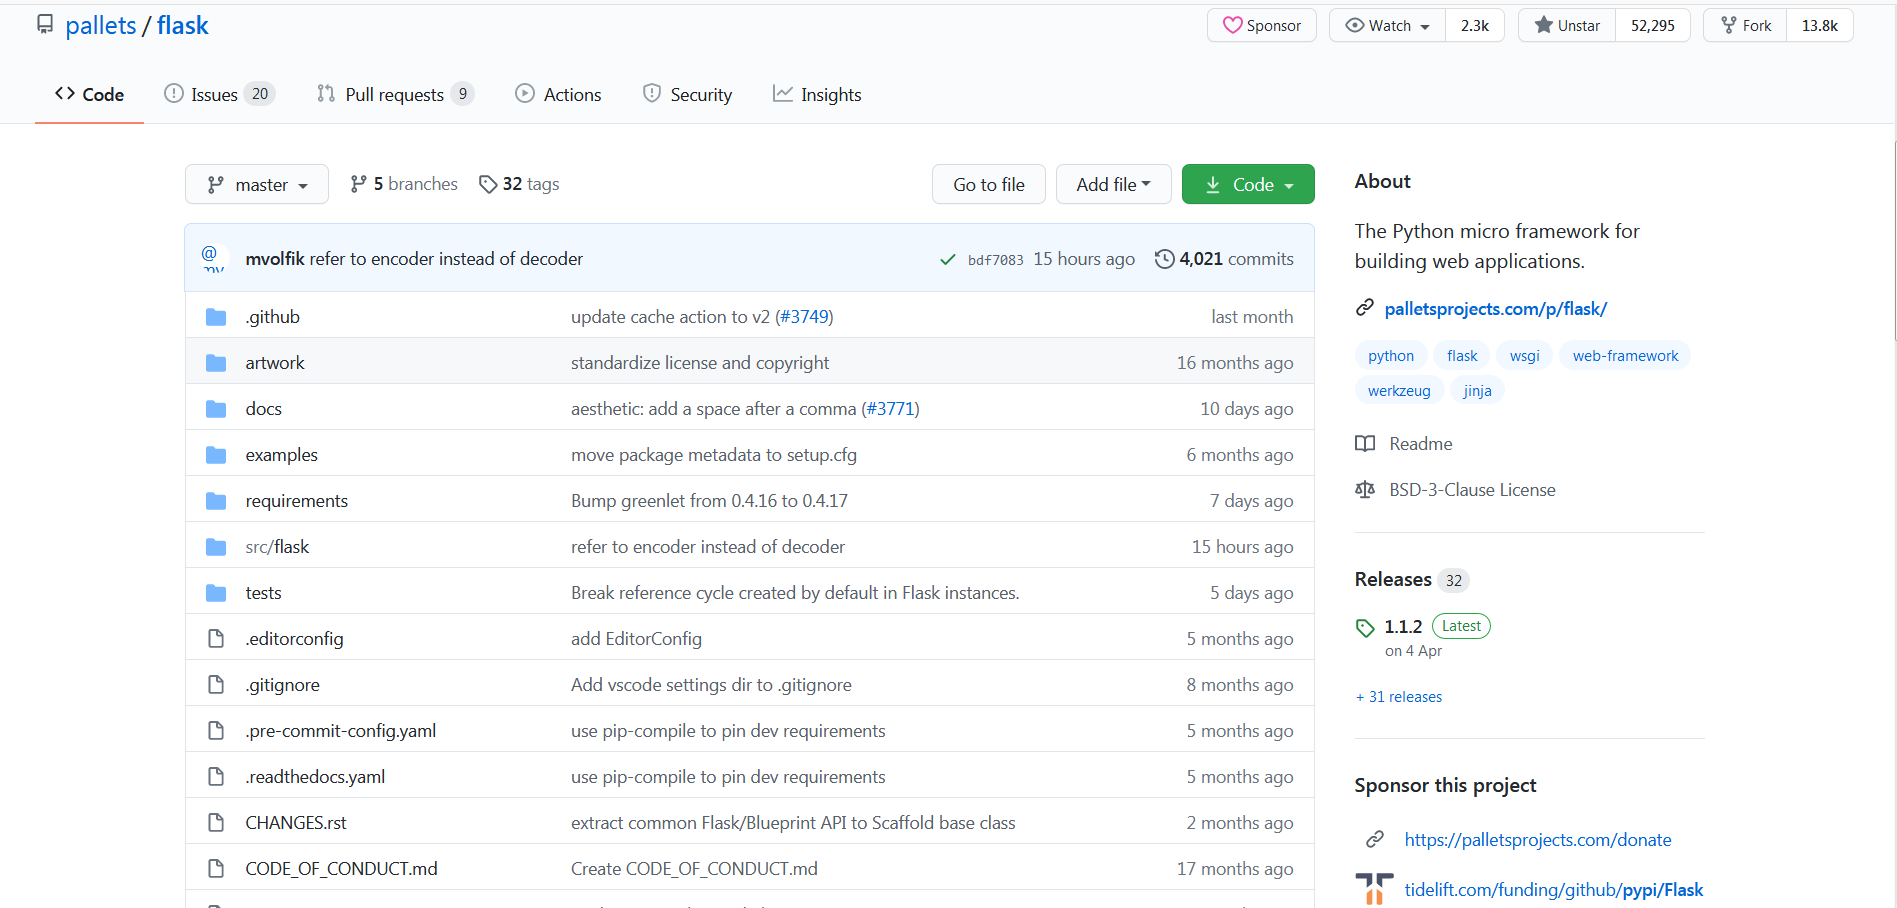 pallets / flask
Sponsor
Watch 2.3k
Unstar 52,295
Fork 13.8k
Code
Issues 20
Pull requests 9
Actions
Security
Insights
master
5 branches
32 tags
Go to file
Add file
Code
@
mvolfik refer to encoder instead of decoder
bdf7083 15 hours ago
4,021 commits
.github update cache action to v2 (#3749) last month
artwork standardize license and copyright 16 months ago
docs aesthetic: add a space after a comma (#3771) 10 days ago
examples move package metadata to setup.cfg 6 months ago
requirements Bump greenlet from 0.4.16 to 0.4.17 7 days ago
src/flask refer to encoder instead of decoder 15 hours ago
tests Break reference cycle created by default in Flask instances. 5 days ago
.editorconfig add EditorConfig 5 months ago
.gitignore Add vscode settings dir to .gitignore 8 months ago
.pre-commit-config.yaml use pip-compile to pin dev requirements 5 months ago
.readthedocs.yaml use pip-compile to pin dev requirements 5 months ago
CHANGES.rst extract common Flask/Blueprint API to Scaffold base class 2 months ago
CODE_OF_CONDUCT.md Create CODE_OF_CONDUCT.md 17 months ago
About
The Python micro framework for
building web applications.
palletsprojects.com/p/flask/
python flask wsgi web-framework
werkzeug jinja
Readme
BSD-3-Clause License
Releases 32
1.1.2 Latest
on 4 Apr
+ 31 releases
Sponsor this project
https://palletsprojects.com/donate
tidelift.com/funding/github/pypi/Flask